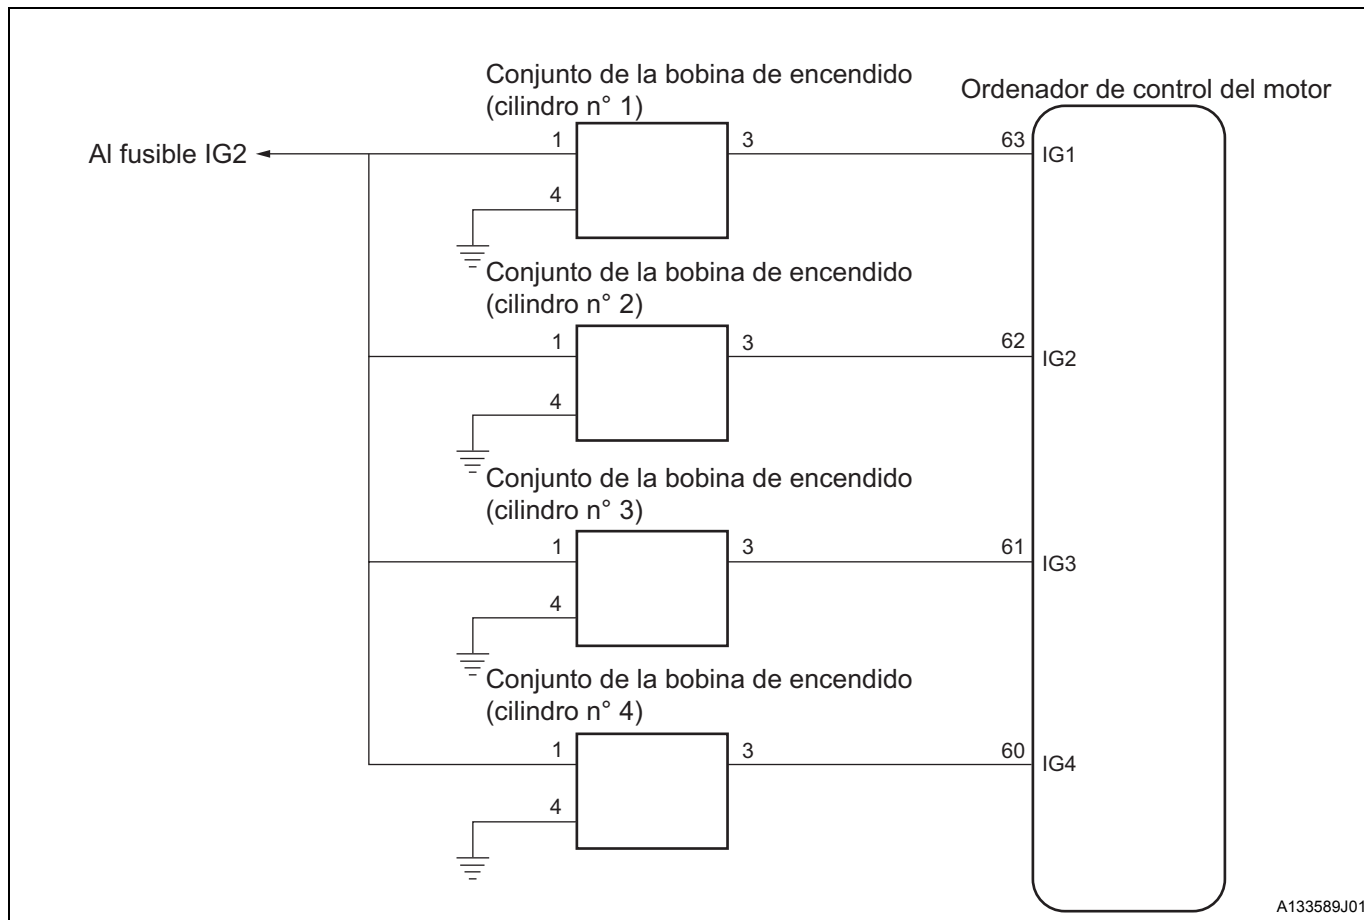 Conjunto de la bobina de encendido
(cilindro n° 1)
Ordenador de control del motor
Al fusible IG2
1
3
63
IG1
4
Conjunto de la bobina de encendido
(cilindro n° 2)
1
3
62
IG2
4
Conjunto de la bobina de encendido
(cilindro n° 3)
1
3
61
IG3
4
Conjunto de la bobina de encendido
(cilindro n° 4)
1
3
60
IG4
4
A133589J01